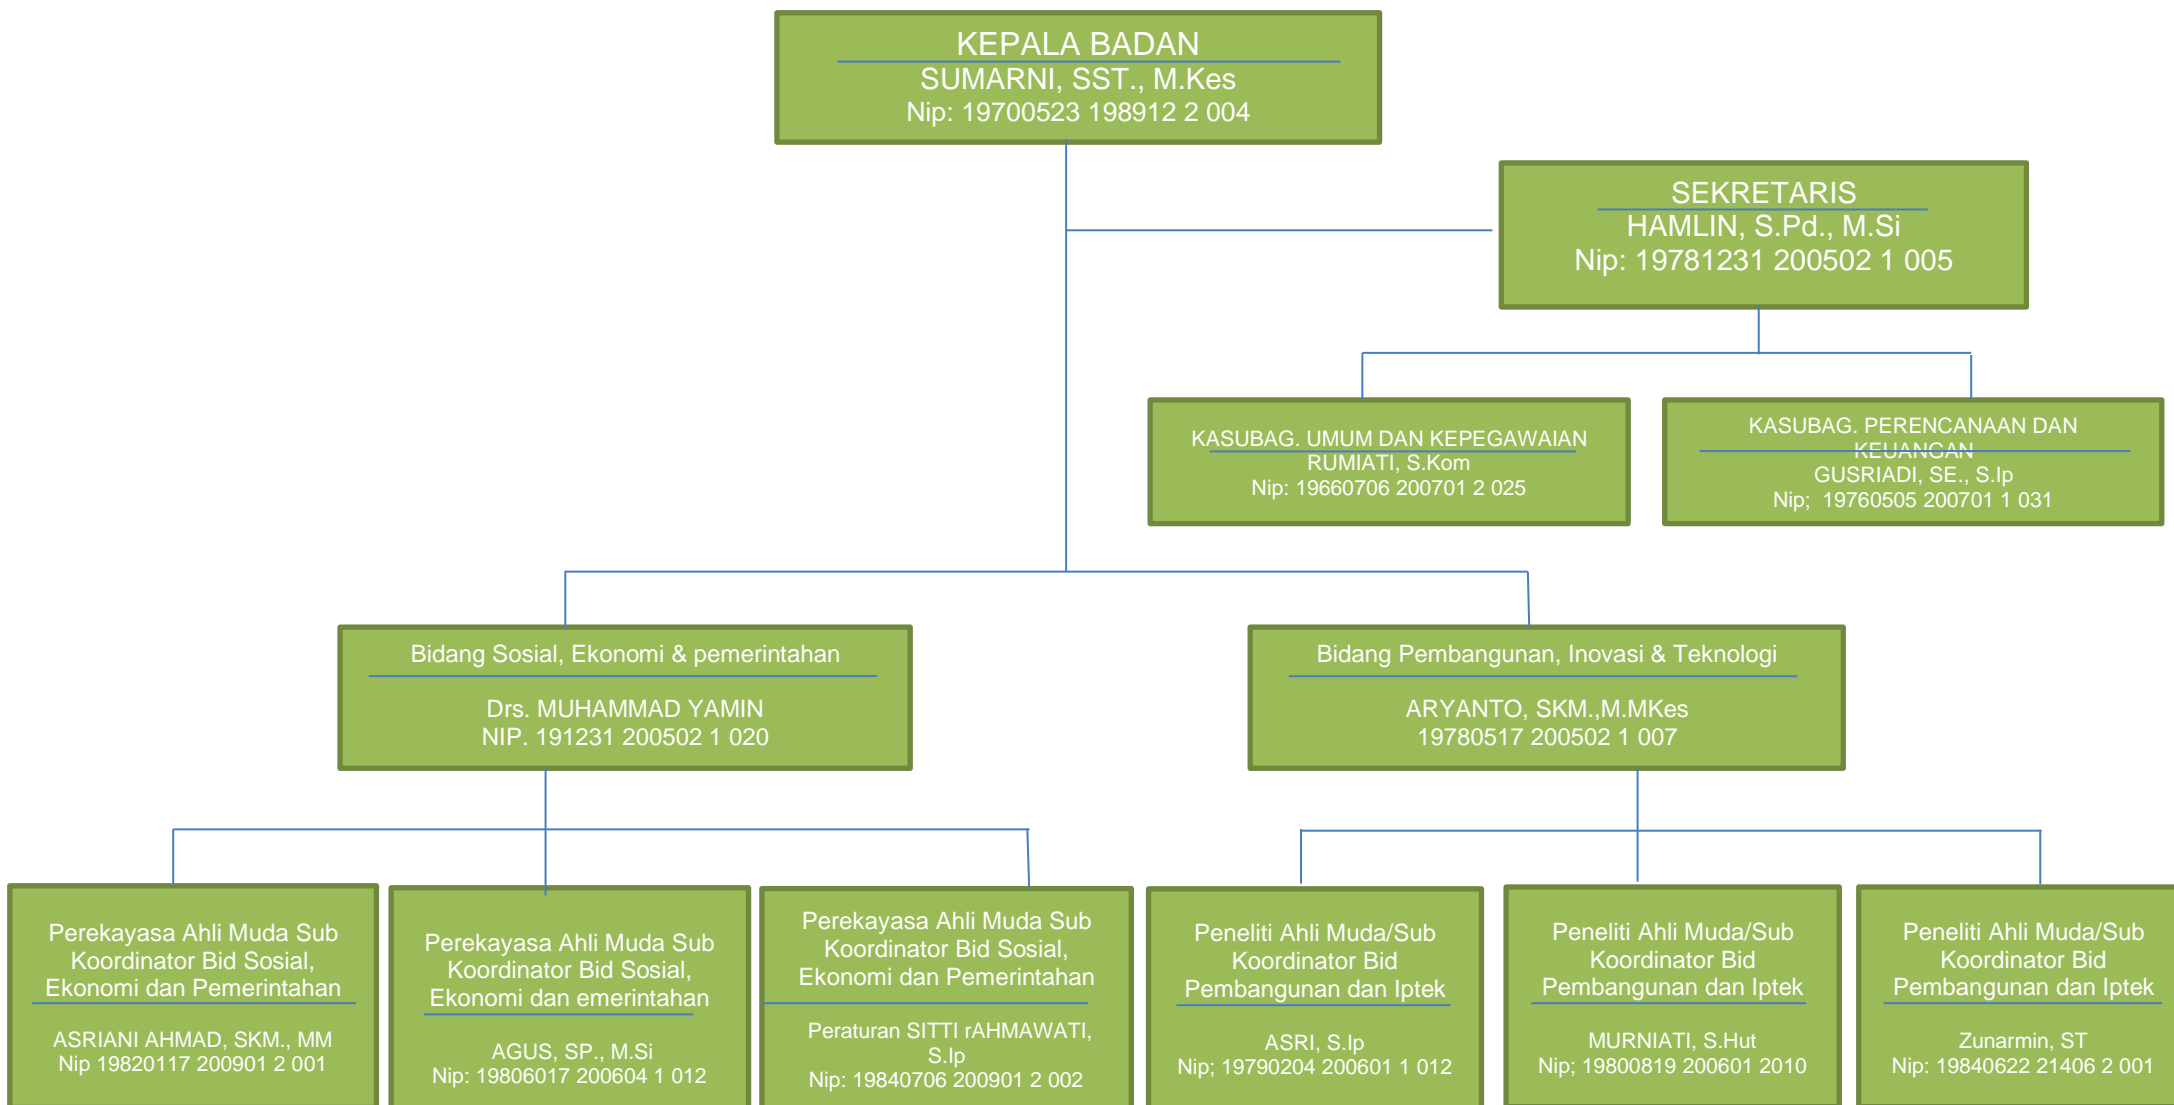 KEPALA BADAN
SUMARNI, SST., M.Kes
Nip: 19700523 198912 2 004
SEKRETARIS
HAMLIN, S.Pd., M.Si
Nip: 19781231 200502 1 005
KASUBAG. UMUM DAN KEPEGAWAIAN
RUMIATI, S.Kom
Nip: 19660706 200701 2 025
KASUBAG. PERENCANAAN DAN
KEUANGAN
GUSRIADI, SE., S.Ip
Nip;  19760505 200701 1 031
Bidang Sosial, Ekonomi & pemerintahan
Drs. MUHAMMAD YAMIN
NIP. 191231 200502 1 020
Bidang Pembangunan, Inovasi & Teknologi
ARYANTO, SKM.,M.MKes
19780517 200502 1 007
Perekayasa Ahli Muda Sub
Koordinator Bid Sosial,
Ekonomi dan Pemerintahan
ASRIANI AHMAD, SKM., MM
Nip 19820117 200901 2 001
Perekayasa Ahli Muda Sub
Koordinator Bid Sosial,
Ekonomi dan emerintahan
AGUS, SP., M.Si
Nip: 19806017 200604 1 012
Perekayasa Ahli Muda Sub
Koordinator Bid Sosial,
Ekonomi dan Pemerintahan
Peraturan SITTI rAHMAWATI,
S.Ip
Nip: 19840706 200901 2 002
Peneliti Ahli Muda/Sub
Koordinator Bid
Pembangunan dan Iptek
ASRI, S.Ip
Nip; 19790204 200601 1 012
Peneliti Ahli Muda/Sub
Koordinator Bid
Pembangunan dan Iptek
MURNIATI, S.Hut
Nip; 19800819 200601 2010
Peneliti Ahli Muda/Sub
Koordinator Bid
Pembangunan dan Iptek
Zunarmin, ST
Nip: 19840622 21406 2 001